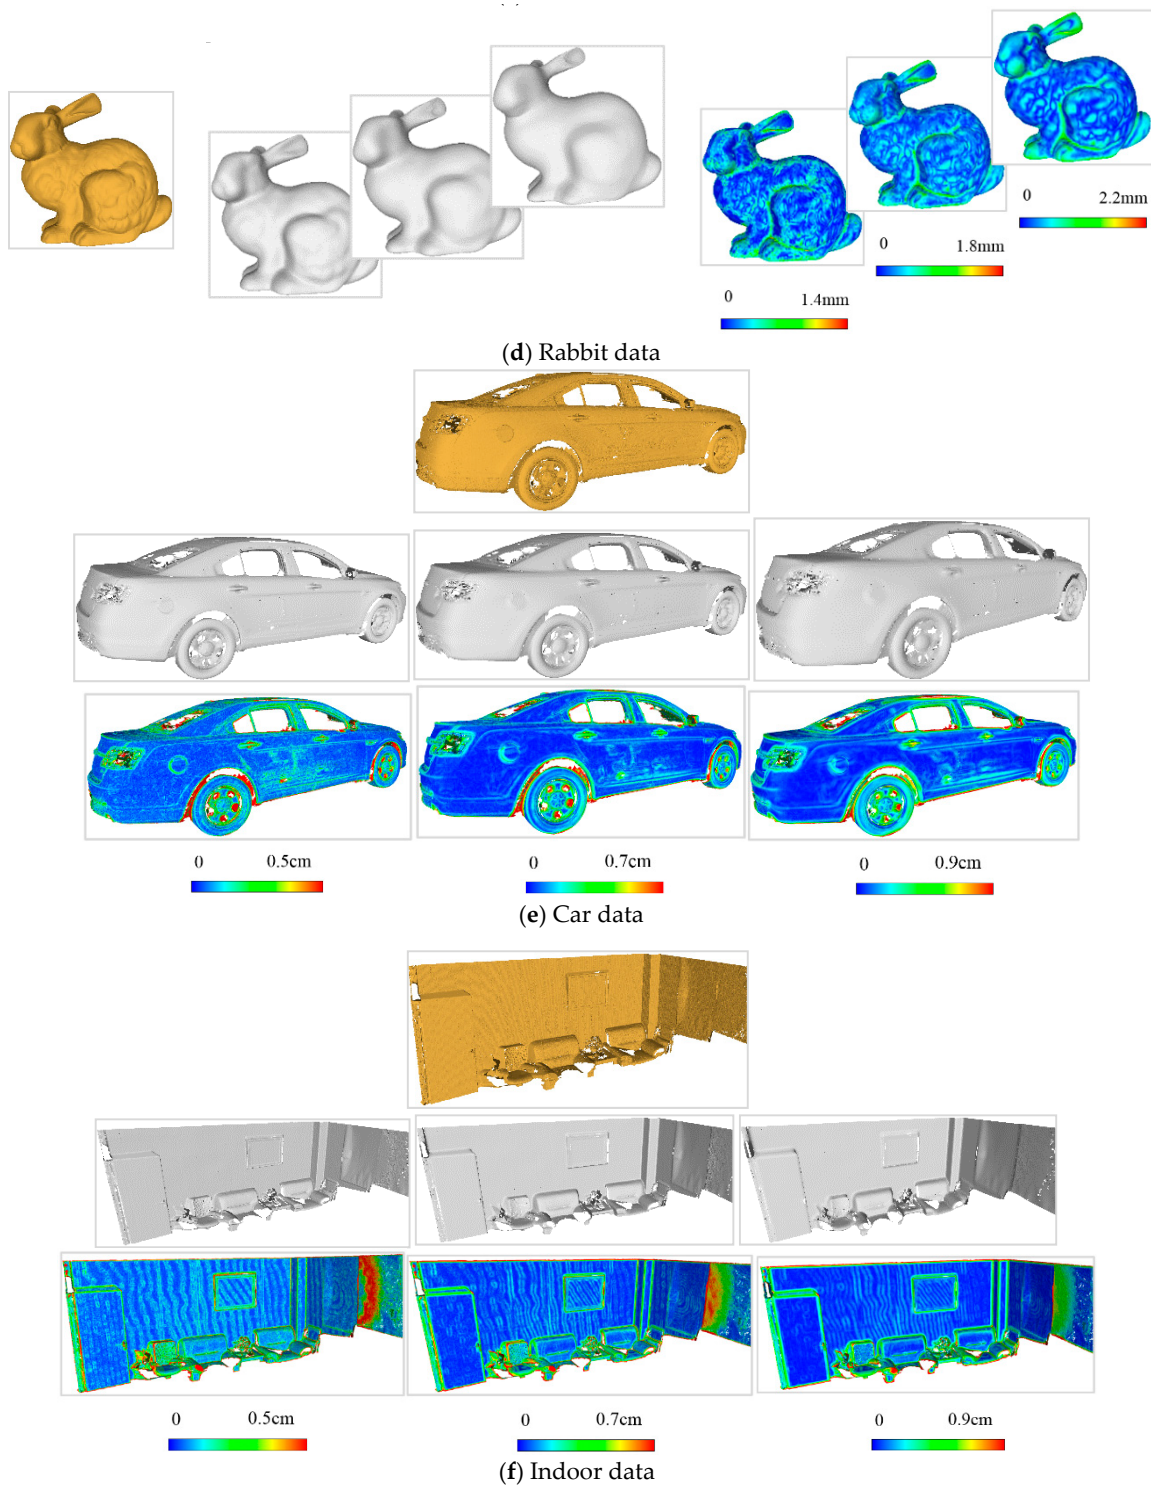 0 2.2mm
0 1.8mm
0 1.4mm
(d) Rabbit data
0 0.5cm 0 0.7cm 0 0.9cm
(e) Car data
0 0.5cm 0 0.7cm 0 0.9cm
(f) Indoor data